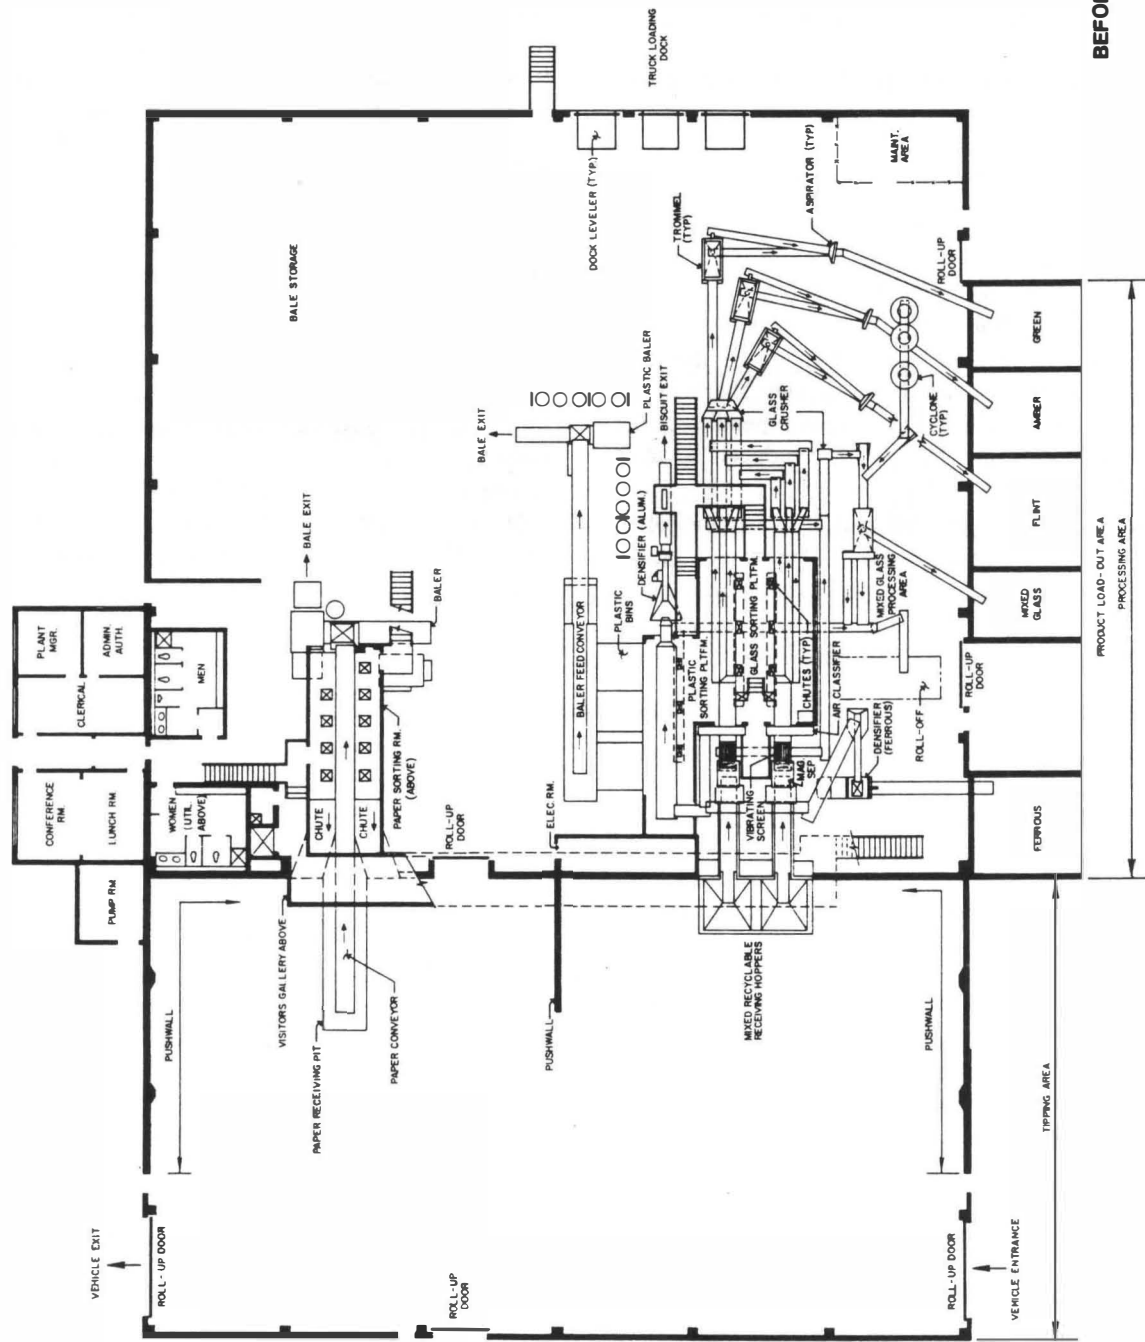 BEFOR
TRUCK LOADING
DOCK
DOCK LEVELER (TYP.)
MAINT.
AREA
ASPIRATOR (TYP)
TROMMEL
(TYP)
ROLL-UP
DOOR
BALE STORAGE
BALE EXIT
PLASTIC BALER
BISCUIT EXIT
GLASS
CRUSHER
CYCLONE
(TYP)
GREEN
AMBER
FLINT
MIXED
GLASS
FERROUS
PRODUCT LOAD-OUT AREA
PROCESSING AREA
BALE EXIT
BALER
PLANT
MGR.
ADMIN.
AUTH.
CLERICAL
MEN
CONFERENCE
RM.
LUNCH RM.
WOMEN
(UTIL.
ABOVE)
PUMP RM
CHUTE
CHUTE
PAPER SORTING RM.
(ABOVE)
BALER FEED CONVEYOR
PLASTIC
BINS
DENSIFIER (ALUM.)
PLASTIC
SORTING PLTFM.
GLASS SORTING PLTFM.
CHUTES (TYP)
AIR CLASSIFIER
MIXED GLASS
PROCESSING
AREA
ROLL-OFF
ROLL-UP
DOOR
DENSIFIER
(FERROUS)
MAG.
SEP
VIBRATING
SCREEN
ELEC. RM.
ROLL-UP
DOOR
VISITORS GALLERY ABOVE
PAPER RECEIVING PIT
PAPER CONVEYOR
PUSHWALL
PUSHWALL
PUSHWALL
MIXED RECYCLABLE
RECEIVING HOPPERS
TIPPING AREA
VEHICLE EXIT
ROLL-UP DOOR
ROLL-UP
DOOR
ROLL-UP DOOR
VEHICLE ENTRANCE